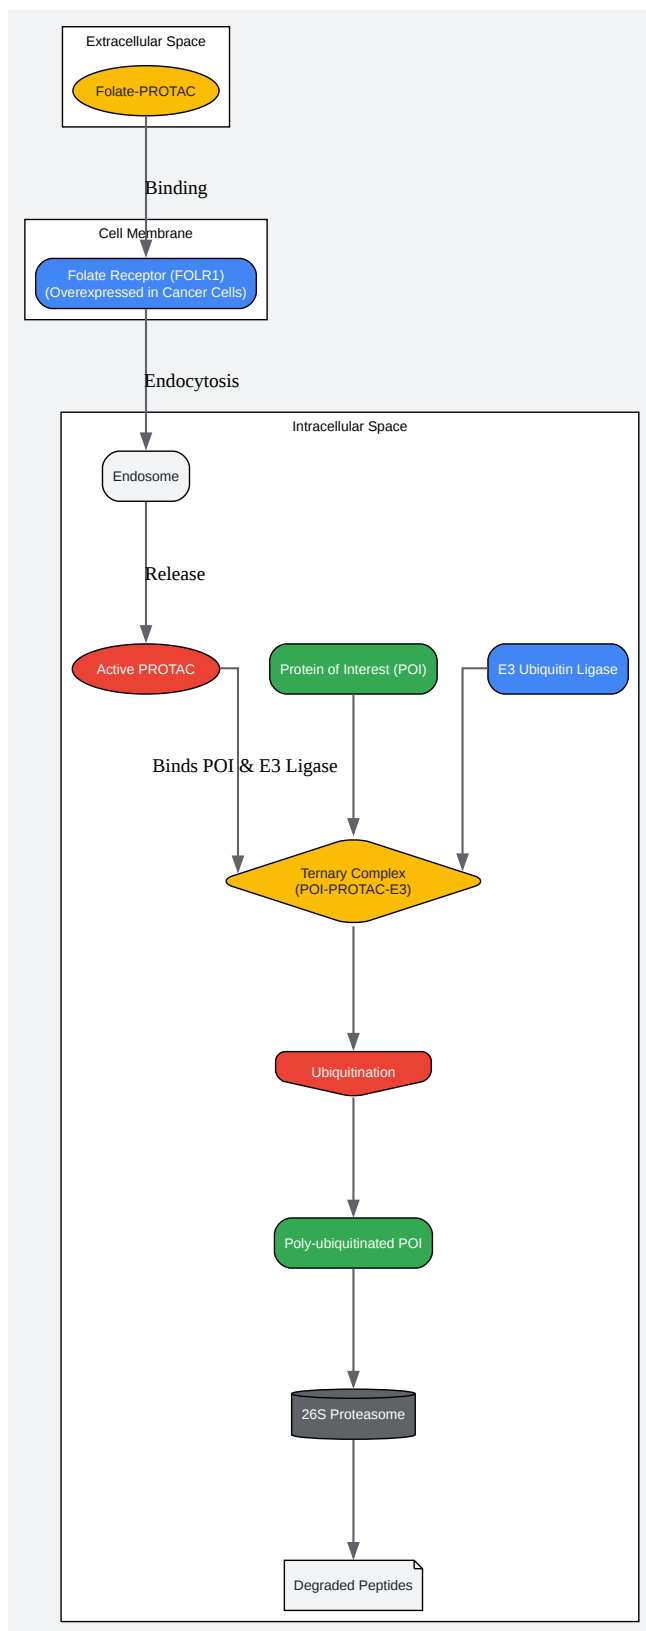 Extracellular Space
Folate-PROTAC
Binding
Cell Membrane
Folate Receptor (FOLR1)
(Overexpressed in Cancer Cells)
Endocytosis
Intracellular Space
Endosome
Release
Active PROTAC
Protein of Interest (POI)
E3 Ubiquitin Ligase
Binds POI & E3 Ligase
Ternary Complex
(POI-PROTAC-E3)
Ubiquitination
Poly-ubiquitinated POI
26S Proteasome
Degraded Peptides